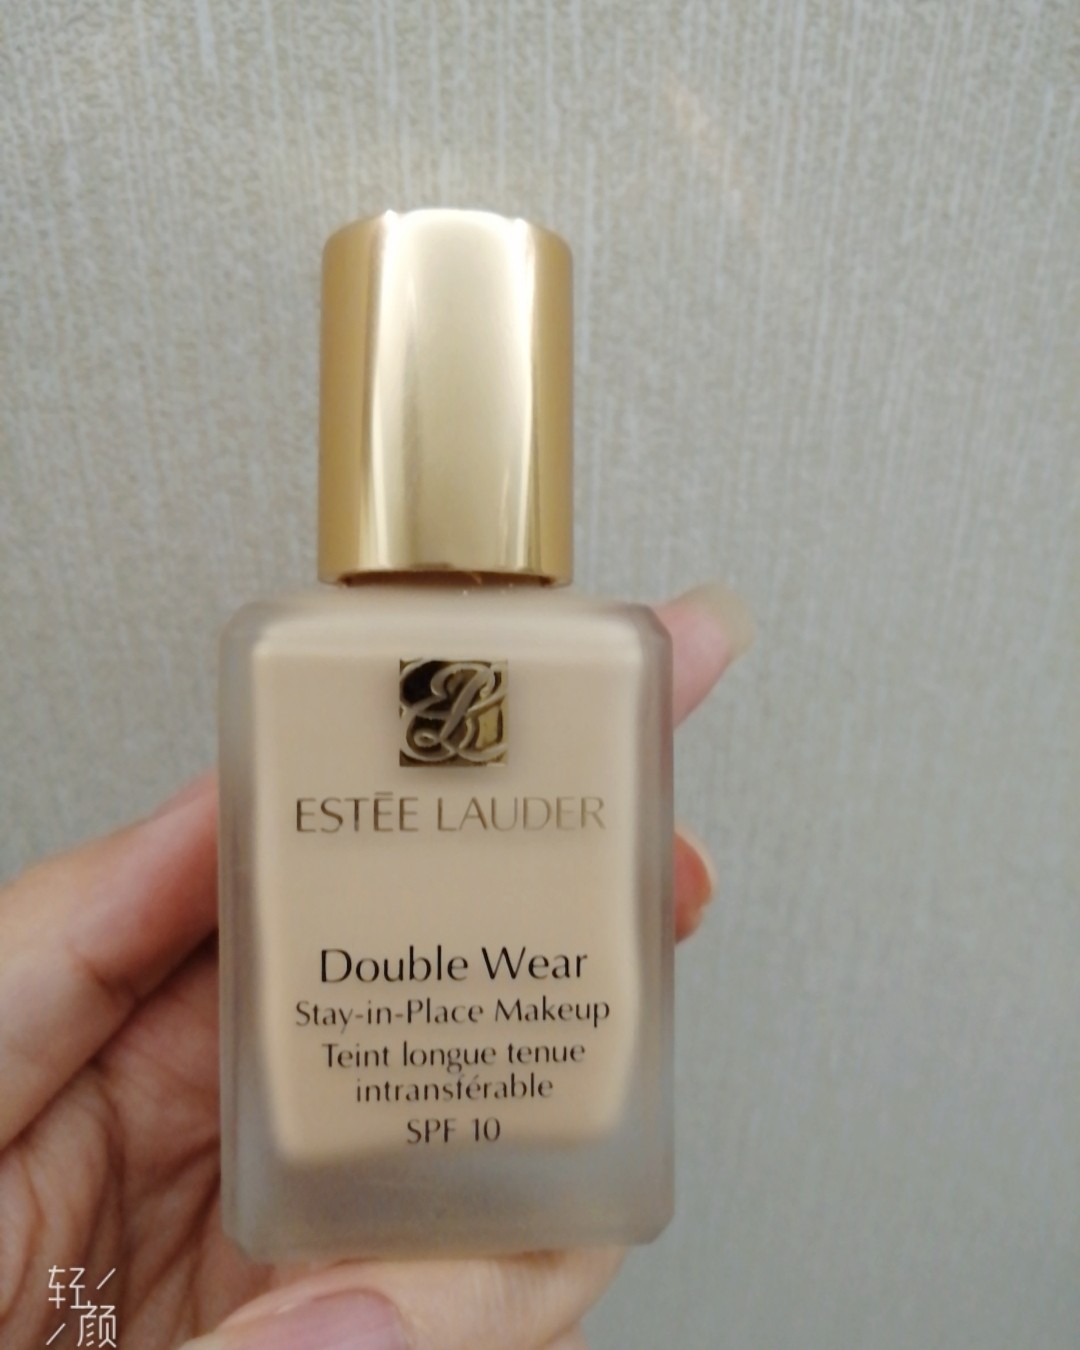 ESTĒE LAUDER
Double Wear
Stay-in-Place Makeup
Teint longue tenue
intransférable
SPF 10
轻
颜